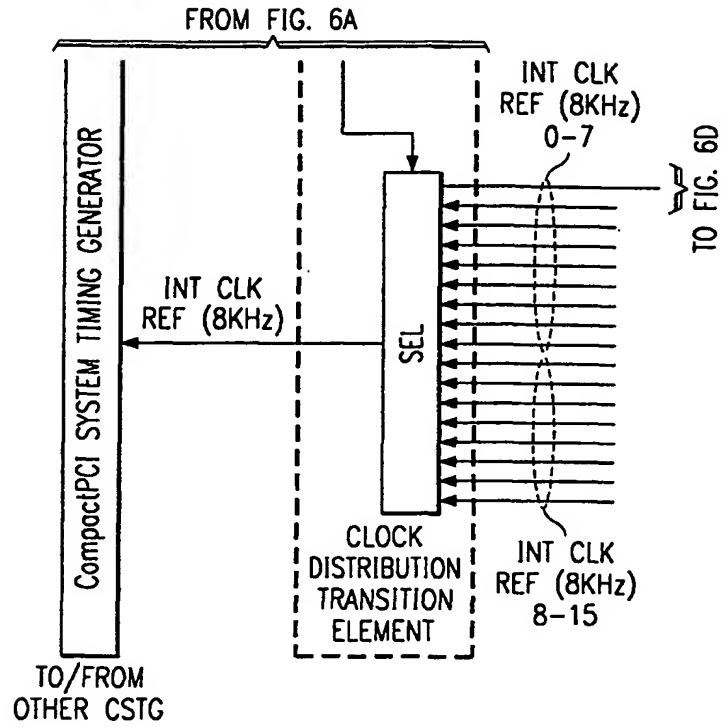 FROM FIG. 6A
INT CLK
REF (8KHz)
0-7
TO FIG. 6D
CompactPCI SYSTEM TIMING GENERATOR
INT CLK
REF (8KHz)
SEL
CLOCK
DISTRIBUTION
TRANSITION
ELEMENT
INT CLK
REF (8KHz)
8-15
TO/FROM
OTHER CSTG